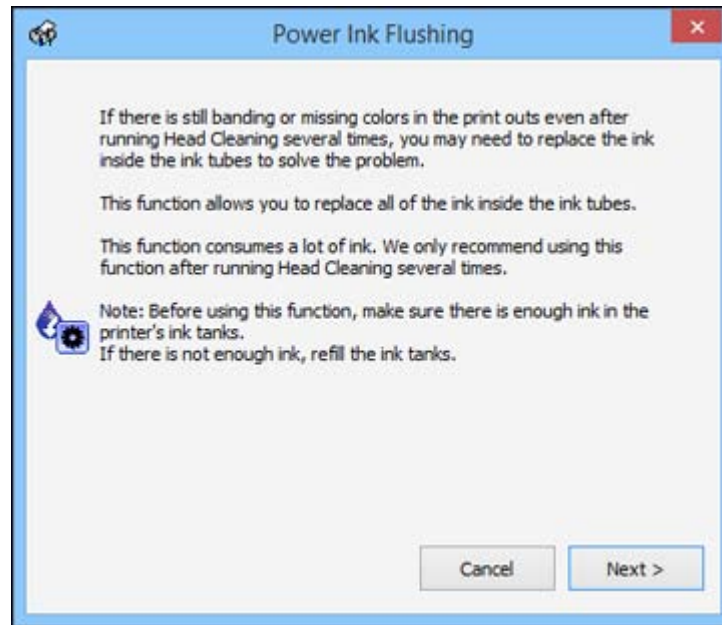 Power Ink Flushing
If there is still banding or missing colors in the print outs even after
running Head Cleaning several times, you may need to replace the ink
inside the ink tubes to solve the problem.
This function allows you to replace all of the ink inside the ink tubes.
This function consumes a lot of ink. We only recommend using this
function after running Head Cleaning several times.
Note: Before using this function, make sure there is enough ink in the
printer's ink tanks.
If there is not enough ink, refill the ink tanks.
Cancel
Next >